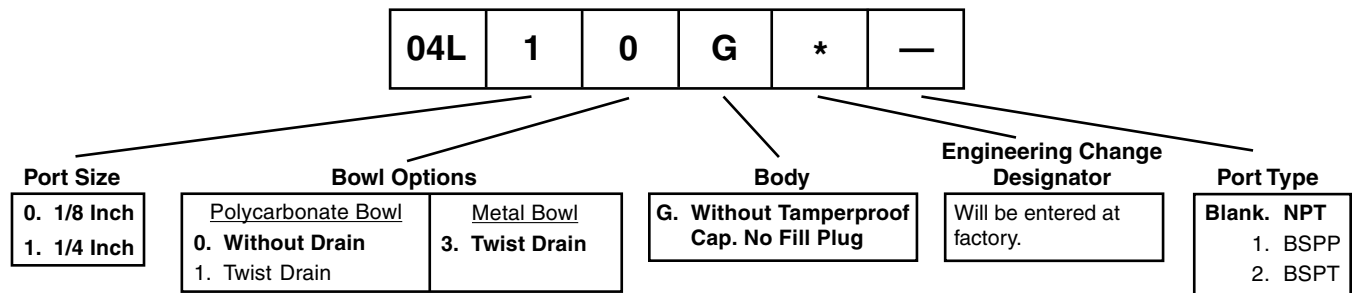 04L 1 0 G * —
Port Size
0. 1/8 Inch
1. 1/4 Inch
Bowl Options
Polycarbonate Bowl
0. Without Drain
1. Twist Drain
Metal Bowl
3. Twist Drain
Body
G. Without Tamperproof
Cap. No Fill Plug
Engineering Change
Designator
Will be entered at
factory.
Port Type
Blank. NPT
1. BSPP
2. BSPT